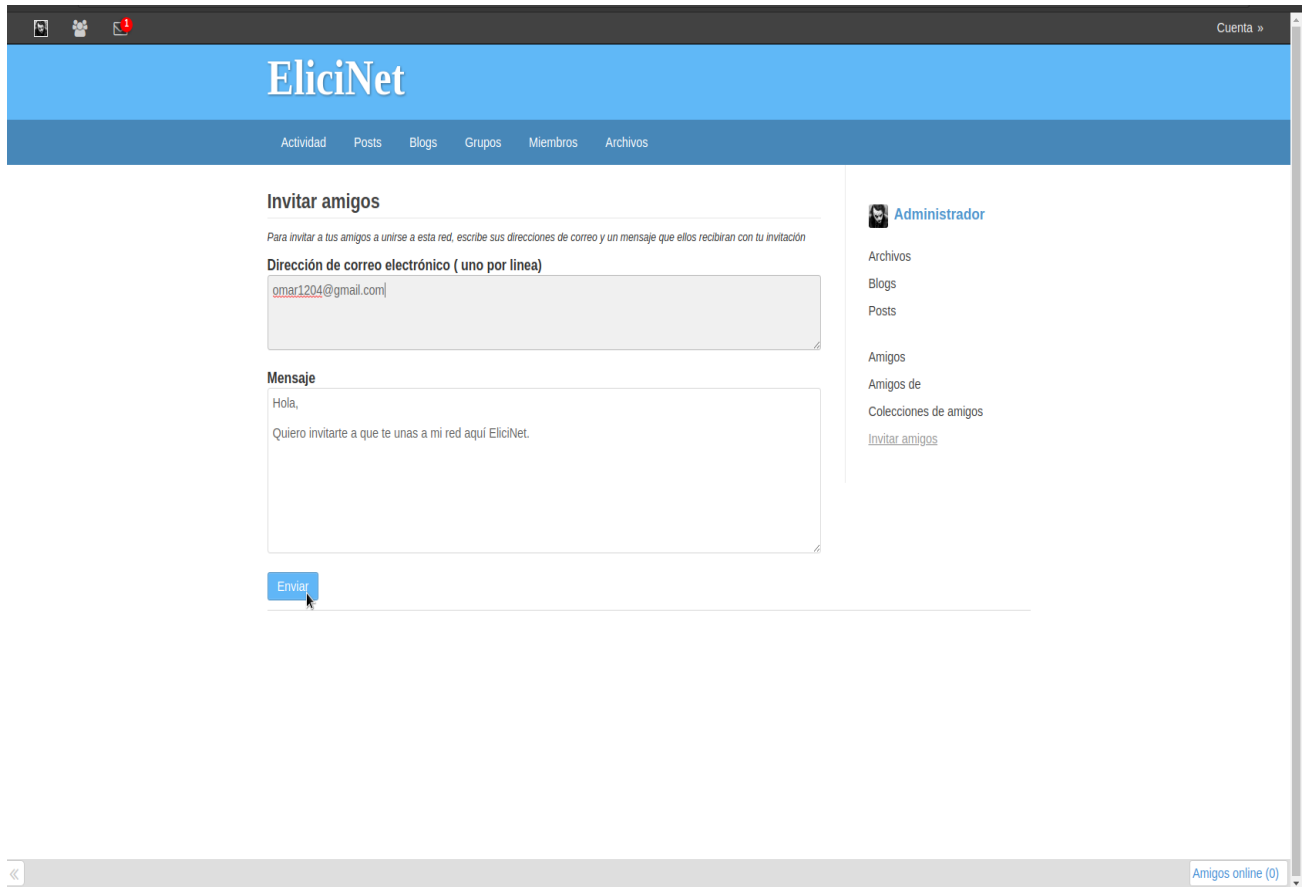 1
Cuenta »
EliciNet
Actividad Posts Blogs Grupos Miembros Archivos
Invitar amigos
Para invitar a tus amigos a unirse a esta red, escribe sus direcciones de correo y un mensaje que ellos recibiran con tu invitación
Dirección de correo electrónico ( uno por linea)
omar1204@gmail.com
Mensaje
Hola,
Quiero invitarte a que te unas a mi red aquí EliciNet.
Enviar
Administrador
Archivos
Blogs
Posts
Amigos
Amigos de
Colecciones de amigos
Invitar amigos
Amigos online (0)